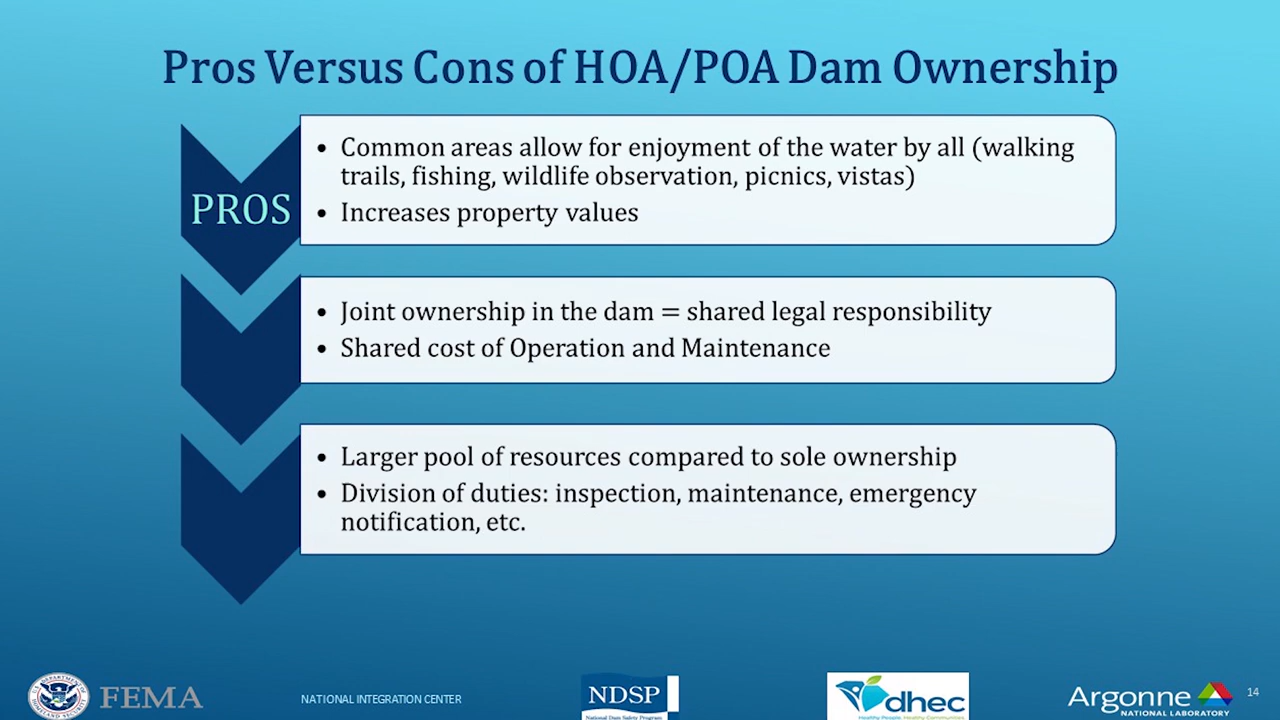 Pros Versus Cons of HOA/POA Dam Ownership
PROS
• Common areas allow for enjoyment of the water by all (walking
trails, fishing, wildlife observation, picnics, vistas)
• Increases property values
• Joint ownership in the dam = shared legal responsibility
• Shared cost of Operation and Maintenance
• Larger pool of resources compared to sole ownership
• Division of duties: inspection, maintenance, emergency
notification, etc.
FEMA
NATIONAL INTEGRATION CENTER
NDSP
National Dam Safety Program
dhec
Healthy People. Healthy Communities.
Argonne
NATIONAL LABORATORY
14